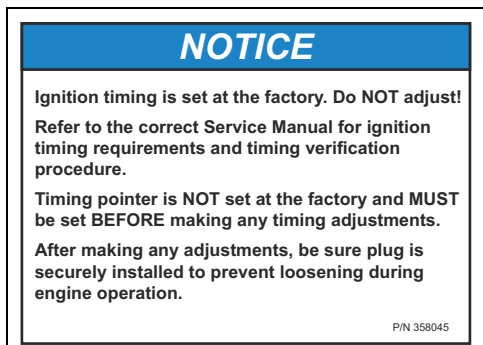 NOTICE
Ignition timing is set at the factory. Do NOT adjust!
Refer to the correct Service Manual for ignition
timing requirements and timing verification
procedure.
Timing pointer is NOT set at the factory and MUST
be set BEFORE making any timing adjustments.
After making any adjustments, be sure plug is
securely installed to prevent loosening during
engine operation.
P/N 358045